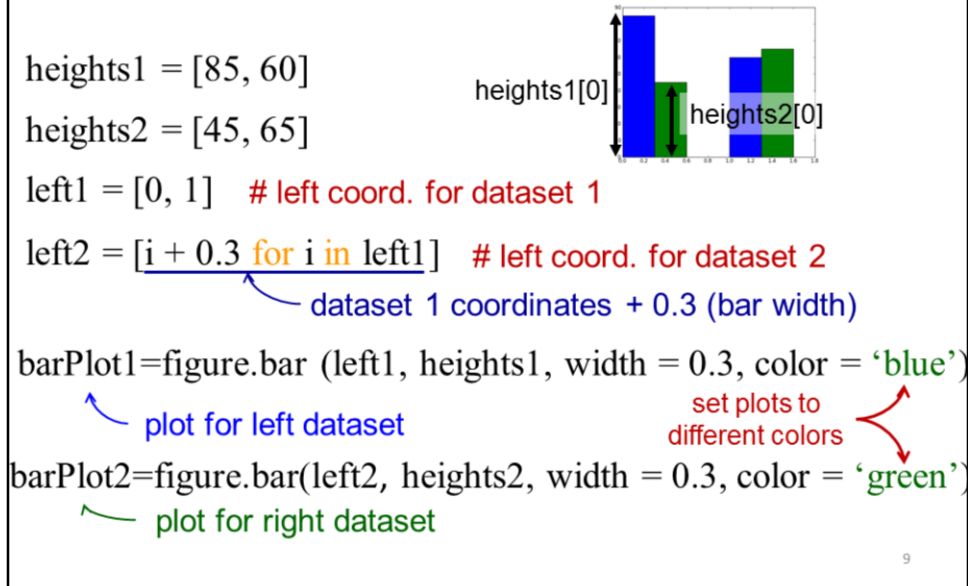 heights1 = [85, 60]
heights1[0]
heights2[0]
heights2 = [45, 65]
left1 = [0, 1] # left coord. for dataset 1
left2 = [i + 0.3 for i in left1] # left coord. for dataset 2
dataset 1 coordinates + 0.3 (bar width)
barPlot1=figure.bar (left1, heights1, width = 0.3, color = ‘blue’)
plot for left dataset
set plots to
different colors
barPlot2=figure.bar(left2, heights2, width = 0.3, color = ‘green’)
plot for right dataset
9